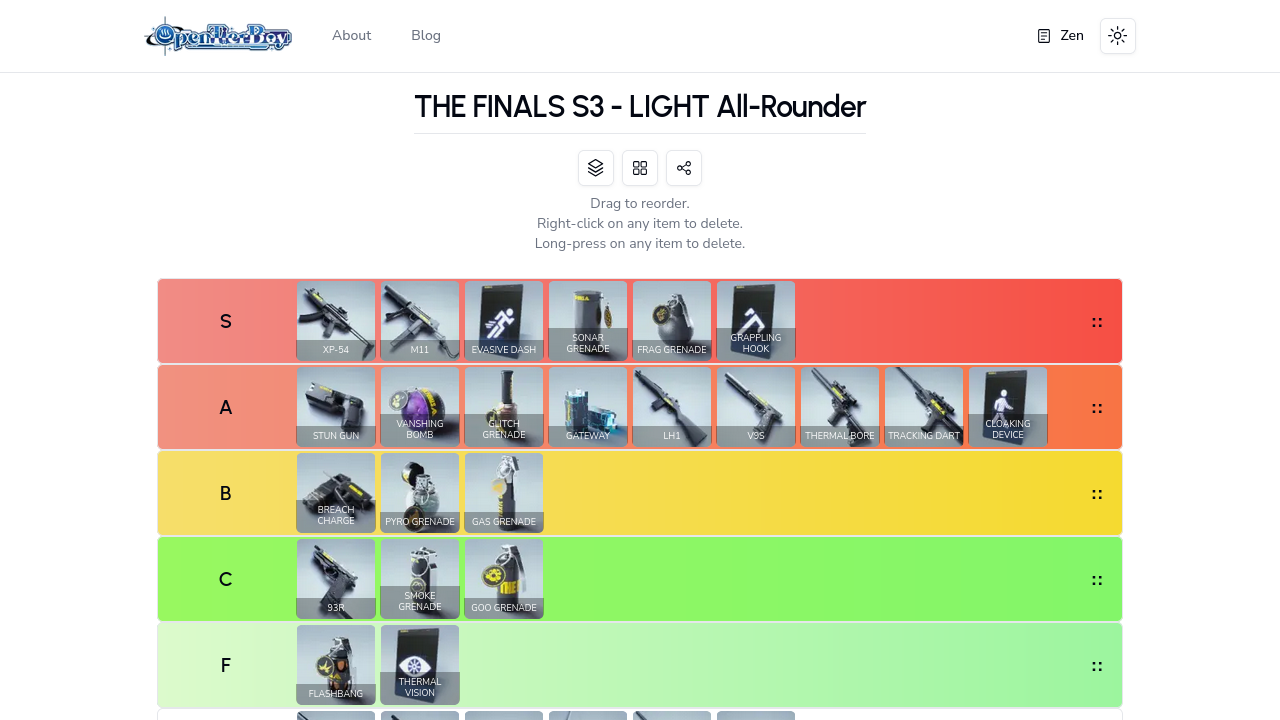 OpenTierBoy
About
Blog
Zen
THE FINALS S3 - LIGHT All-Rounder
Drag to reorder.
Right-click on any item to delete.
Long-press on any item to delete.
S
XP-54
M11
EVASIVE DASH
SONAR
GRENADE
FRAG GRENADE
GRAPPLING
HOOK
A
STUN GUN
VANSHING
BOMB
GLITCH
GRENADE
GATEWAY
LH1
V9S
THERMAL BORE
TRACKING DART
CLOAKING
DEVICE
B
BREACH
CHARGE
PYRO GRENADE
GAS GRENADE
C
93R
SMOKE
GRENADE
GOO GRENADE
F
FLASHBANG
THERMAL
VISION